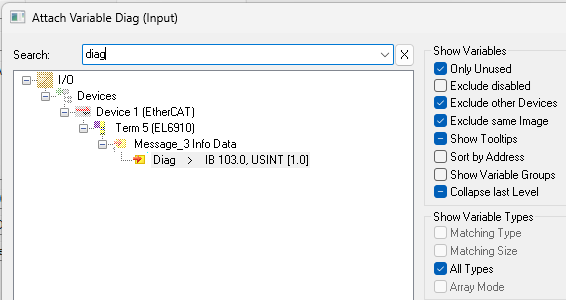 Attach Variable Diag (Input)
Search: diag X
I/O
Devices
Device 1 (EtherCAT)
Term 5 (EL6910)
Message_3 Info Data
Diag > IB 103.0, USINT [1.0]
Show Variables
Only Unused
Exclude disabled
Exclude other Devices
Exclude same Image
Show Tooltips
Sort by Address
Show Variable Groups
Collapse last Level
Show Variable Types
Matching Type
Matching Size
All Types
Array Mode